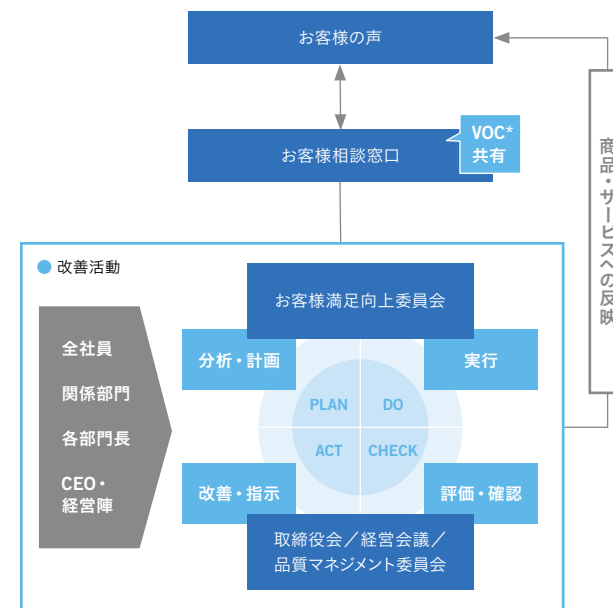 お客様の声
お客様相談窓口
VOC*
共有
商品・サービスへの反映
改善活動
お客様満足向上委員会
全社員
関係部門
各部門長
CEO・
経営陣
分析・計画
実行
PLAN
DO
ACT
CHECK
改善・指示
評価・確認
取締役会／経営会議／
品質マネジメント委員会